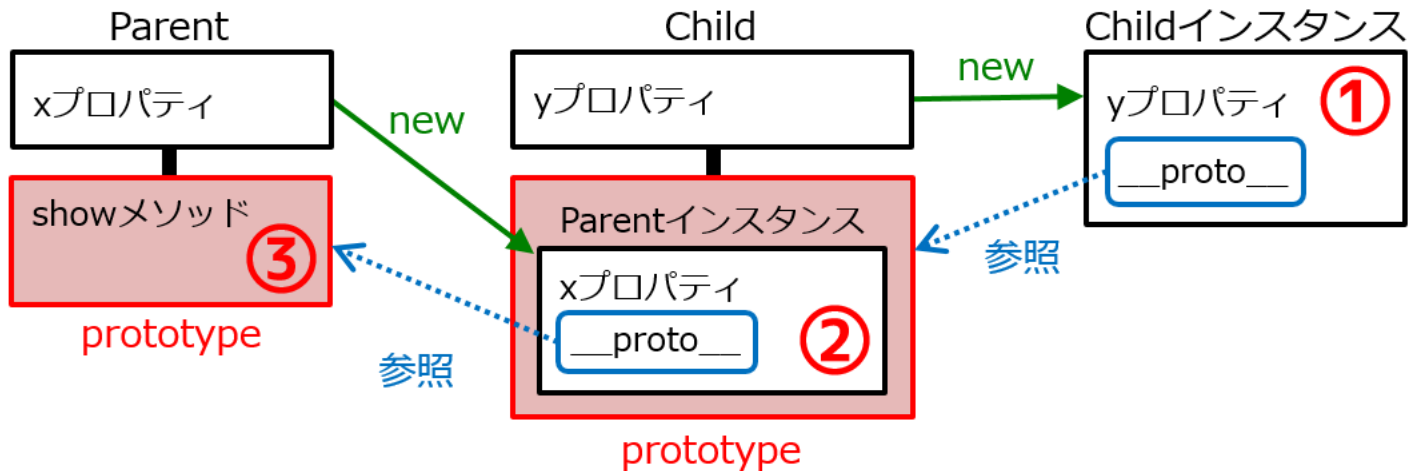 Parent
Child
Childインスタンス
xプロパティ
new
yプロパティ
new
yプロパティ
①
__proto__
showメソッド
③
prototype
参照
Parentインスタンス
xプロパティ
__proto__
②
prototype
参照